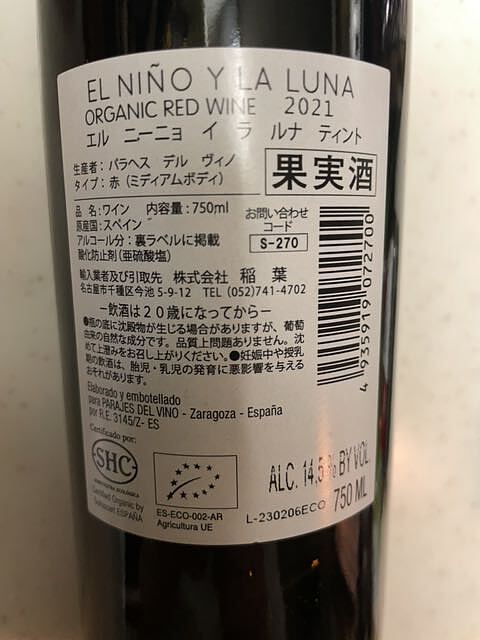 EL NIÑO Y LA LUNA
ORGANIC RED WINE 2021
エル ニーニョ イ ラ ルナ ティント
生産者：パラヘス デル ヴィノ
タイプ：赤（ミディアムボディ）
果実酒
品名：ワイン 内容量：750ml
原産国：スペイン
アルコール分：裏ラベルに掲載
酸化防止剤（亜硫酸塩）
お問い合わせ
コード
S-270
輸入業者及び引取先 株式会社 稲葉
名古屋市千種区今池5-9-12 TEL (052)741-4702
ー飲酒は２０歳になってからー
●瓶の底に沈殿物が生じる場合がありますが、葡萄
由来の自然な成分です。品質上問題ありません。沈
めて上澄みをお召し上がりください。●妊娠中や授乳
期の飲酒は、胎児・乳児の発育に悪影響を与える
おそれがあります。
4935919072700
Elaborado y embotellado
para PARAJES DEL VINO - Zaragoza - España
por R.E. 3145/Z- ES
Certificado por:
SHC
Certified Organic by
ESPAÑA
ES-ECO-002-AR
Agricultura UE
ALC. 14,5 % BY VOL.
750 ML
L-230206ECO